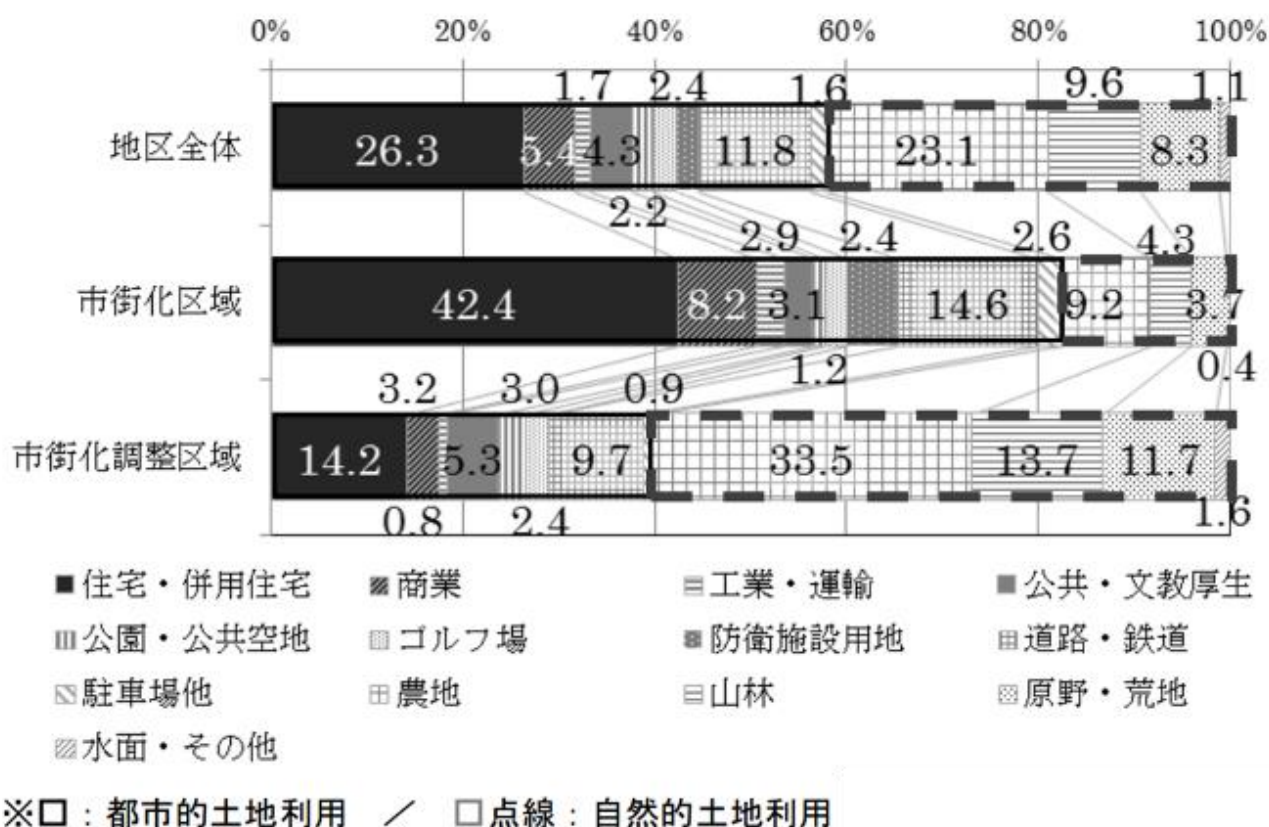 0% 20% 40% 60% 80% 100%
1.7 2.4 1.6 9.6 1.1
地区全体 26.3 5.4 4.3 11.8 23.1 8.3
2.2
2.9 2.4 2.6 4.3
市街化区域 42.4 8.2 3.1 14.6 9.2 3.7
1.2 0.4
3.2 3.0 0.9
市街化調整区域 14.2 5.3 9.7 33.5 13.7 11.7
0.8 2.4 1.6
住宅・併用住宅 商業 工業・運輸 公共・文教厚生
公園・公共空地 ゴルフ場 防衛施設用地 道路・鉄道
駐車場他 農地 山林 原野・荒地
水面・その他
※□：都市的土地利用 ／ □点線：自然的土地利用